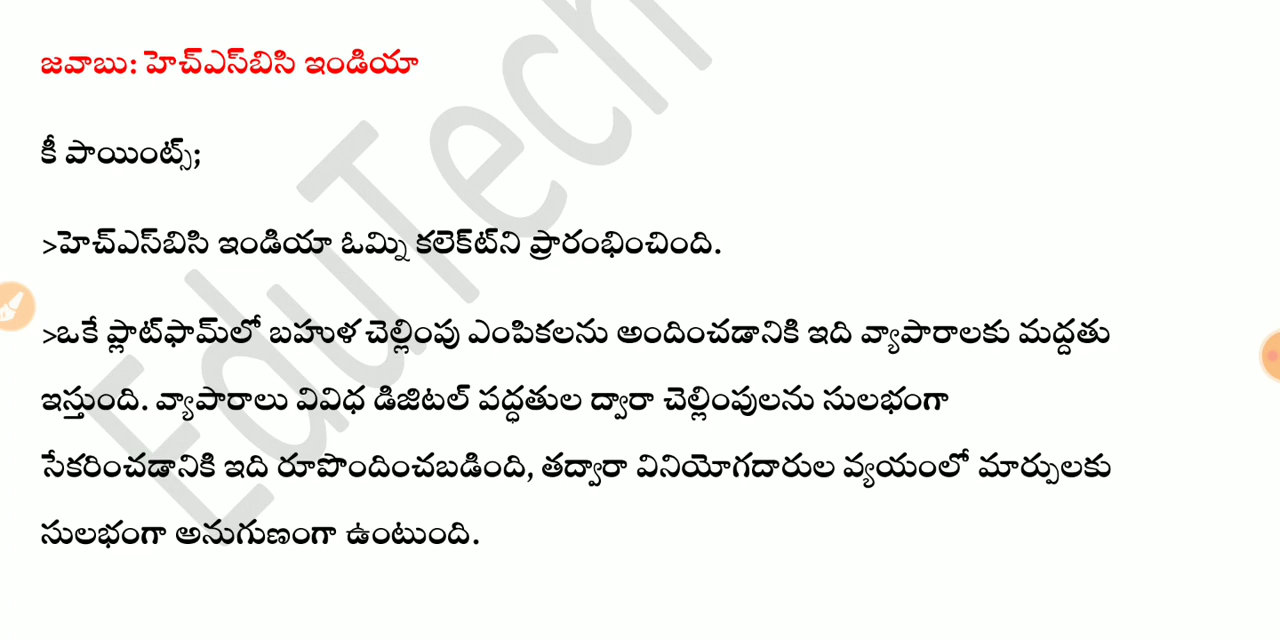 జవాబు: హెచ్ఎస్‌బిసి ఇండియా
కీ పాయింట్స్;
>హెచ్ఎస్‌బిసి ఇండియా ఓమ్ని కలెక్ట్‌ని ప్రారంభించింది.
>ఒకే ప్లాట్‌ఫామ్‌లో బహుళ చెల్లింపు ఎంపికలను అందించడానికి ఇది వ్యాపారాలకు మద్దతు
ఇస్తుంది. వ్యాపారాలు వివిధ డిజిటల్ పద్ధతుల ద్వారా చెల్లింపులను సులభంగా
సేకరించడానికి ఇది రూపొందించబడింది, తద్వారా వినియోగదారుల వ్యయంలో మార్పులకు
సులభంగా అనుగుణంగా ఉంటుంది.
EduTech